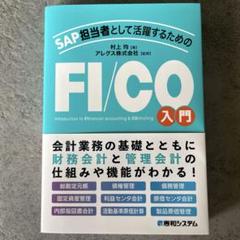 SAP担当者として活躍するための
村上 均[著]
アレグス株式会社[監修]
FI/CO
入門
Introduction to Financial accounting & COntrolling
会計業務の基礎とともに
財務会計と管理会計の
仕組みや機能がわかる!
総勘定元帳 債権管理 債務管理
固定資産管理 利益センタ会計 原価センタ会計
内部指図書会計 活動基準原価計算 製品原価管理
秀和システム